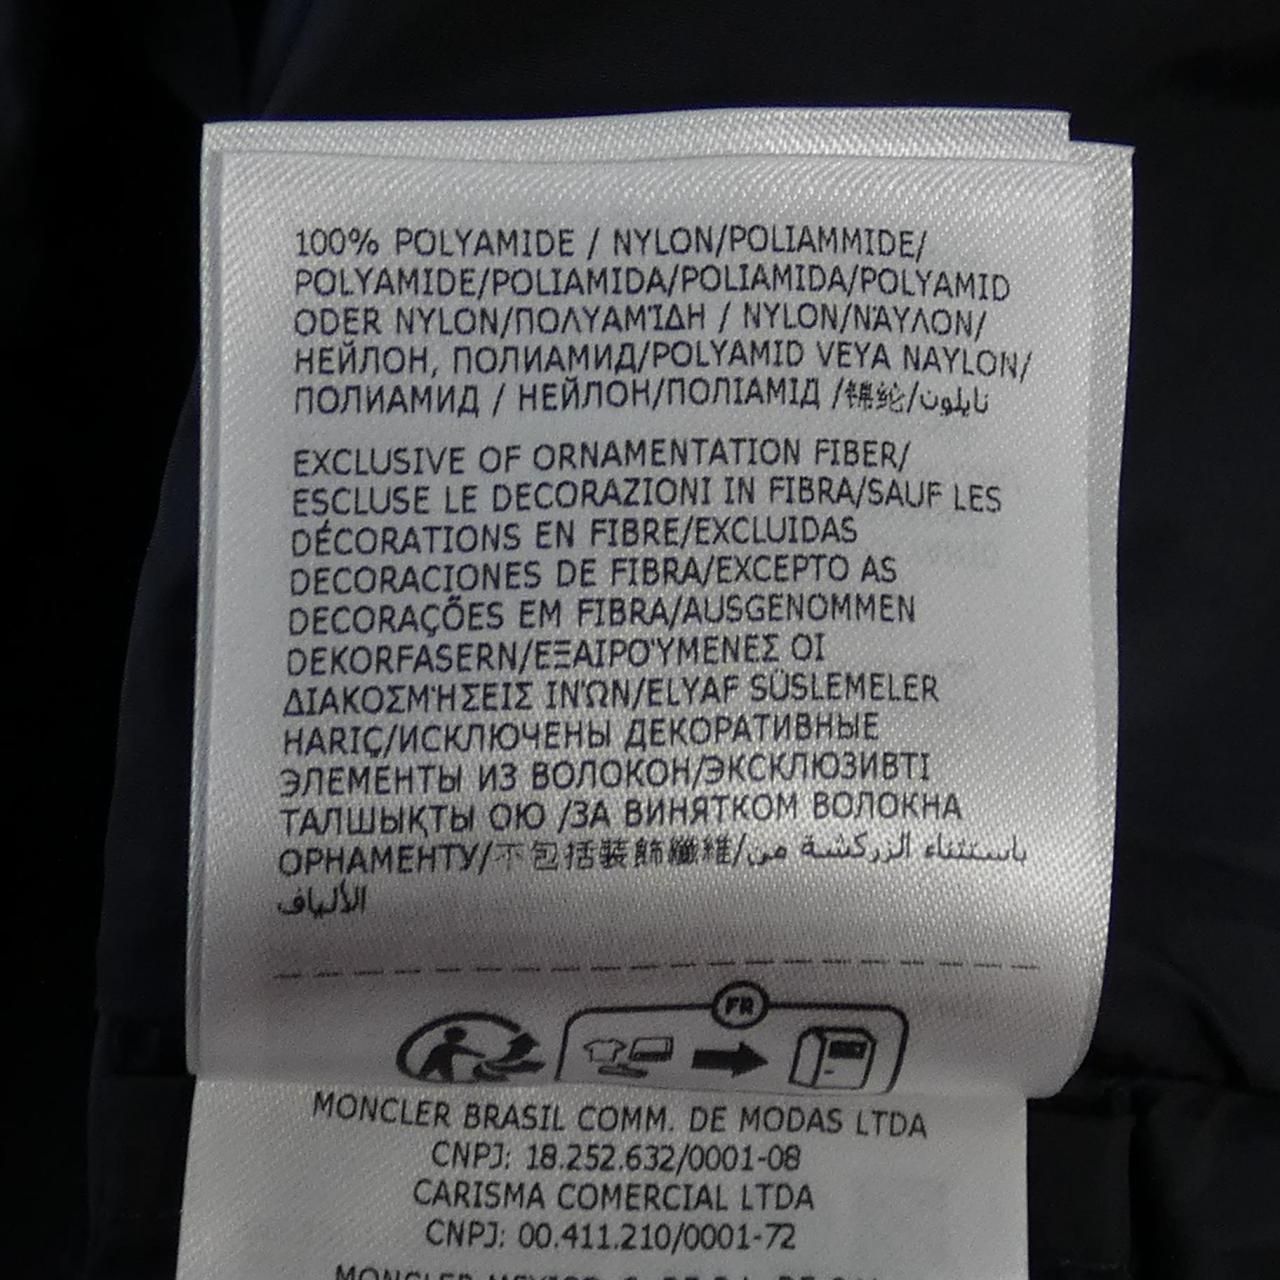 100% POLYAMIDE / NYLON/POLIAMMIDE/
POLYAMIDE/POLIAMIDA/POLIAMIDA/POLYAMID
ODER NYLON/ΠΟΛΥΑΜΊΔΗ / NYLON/ΝΆΥΛΟΝ/
НЕЙЛОН, ПОЛИАМИД/POLYAMID VEYA NAYLON/
ПОЛИАМИД / НЕЙЛОН/ПОЛІАМІД /锦纶/نايلون
EXCLUSIVE OF ORNAMENTATION FIBER/
ESCLUSE LE DECORAZIONI IN FIBRA/SAUF LES
DÉCORATIONS EN FIBRE/EXCLUIDAS
DECORACIONES DE FIBRA/EXCEPTO AS
DECORAÇÕES EM FIBRA/AUSGENOMMEN
DEKORFASERN/ΕΞΑΙΡΟΎΜΕΝΕΣ ΟΙ
ΔΙΑΚΟΣΜΉΣΕΙΣ ΙΝΏΝ/ELYAF SÜSLEMELER
HARIÇ/ИСКЛЮЧЕНЫ ДЕКОРАТИВНЫЕ
ЭЛЕМЕНТЫ ИЗ ВОЛОКОН/ЭКСКЛЮЗИВТІ
ТАЛШЫҚТЫ ОЮ /ЗА ВИНЯТКОМ ВОЛОКНА
ОРНАМЕНТУ/不包括裝飾纖維/باستثناء الزركشة من
الألياف
FR
MONCLER BRASIL COMM. DE MODAS LTDA
CNPJ: 18.252.632/0001-08
CARISMA COMERCIAL LTDA
CNPJ: 00.411.210/0001-72
MONCLER MEXICO